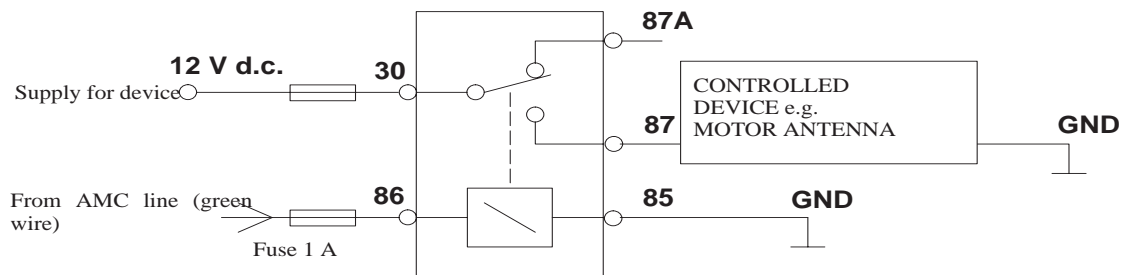 87A
12 V d.c.
30
Supply for device
CONTROLLED
DEVICE e.g.
MOTOR ANTENNA
87
GND
From AMC line (green
wire)
86
85
GND
Fuse 1 A